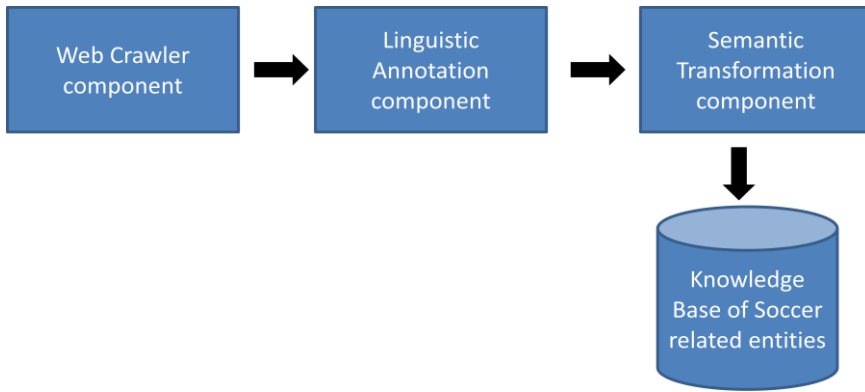 Web Crawler
component
Linguistic
Annotation
component
Semantic
Transformation
component
Knowledge
Base of Soccer
related entities